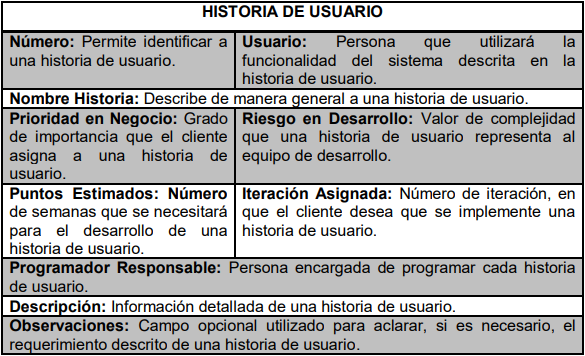 HISTORIA DE USUARIO
Número: Permite identificar a
una historia de usuario.
Usuario: Persona que utilizará la
funcionalidad del sistema descrita en la
historia de usuario.
Nombre Historia: Describe de manera general a una historia de usuario.
Prioridad en Negocio: Grado
de importancia que el cliente
asigna a una historia de
usuario.
Riesgo en Desarrollo: Valor de complejidad
que una historia de usuario representa al
equipo de desarrollo.
Puntos Estimados: Número
de semanas que se necesitará
para el desarrollo de una
historia de usuario.
Iteración Asignada: Número de iteración, en
que el cliente desea que se implemente una
historia de usuario.
Programador Responsable: Persona encargada de programar cada historia
de usuario.
Descripción: Información detallada de una historia de usuario.
Observaciones: Campo opcional utilizado para aclarar, si es necesario, el
requerimiento descrito de una historia de usuario.